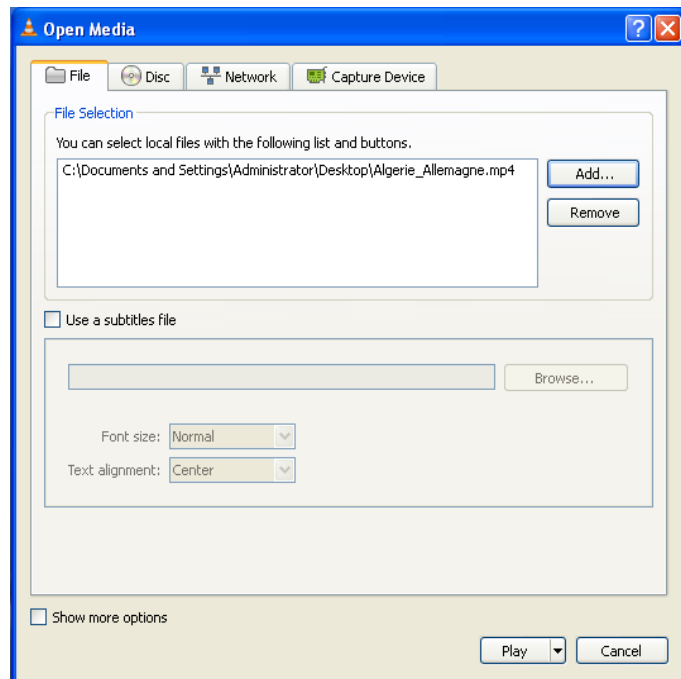 Open Media
File Disc Network Capture Device
File Selection
You can select local files with the following list and buttons.
C:\Documents and Settings\Administrator\Desktop\Algerie_Allemagne.mp4
Add...
Remove
Use a subtitles file
Browse...
Font size: Normal
Text alignment: Center
Show more options
Play Cancel